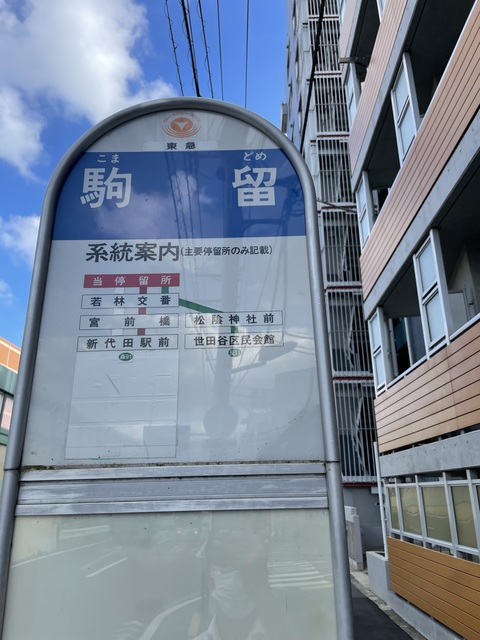 東急
こま どめ
駒 留
系統案内(主要停留所のみ記載)
当停留所
若林交番
宮前橋 松陰神社前
新代田駅前 世田谷区民会館